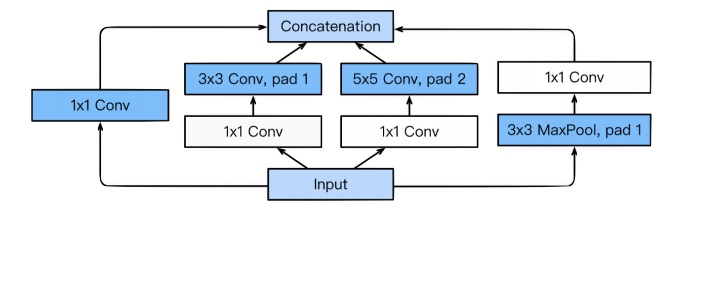 Concatenation
3x3 Conv, pad 1
5x5 Conv, pad 2
1x1 Conv
1x1 Conv
1x1 Conv
1x1 Conv
3x3 MaxPool, pad 1
Input